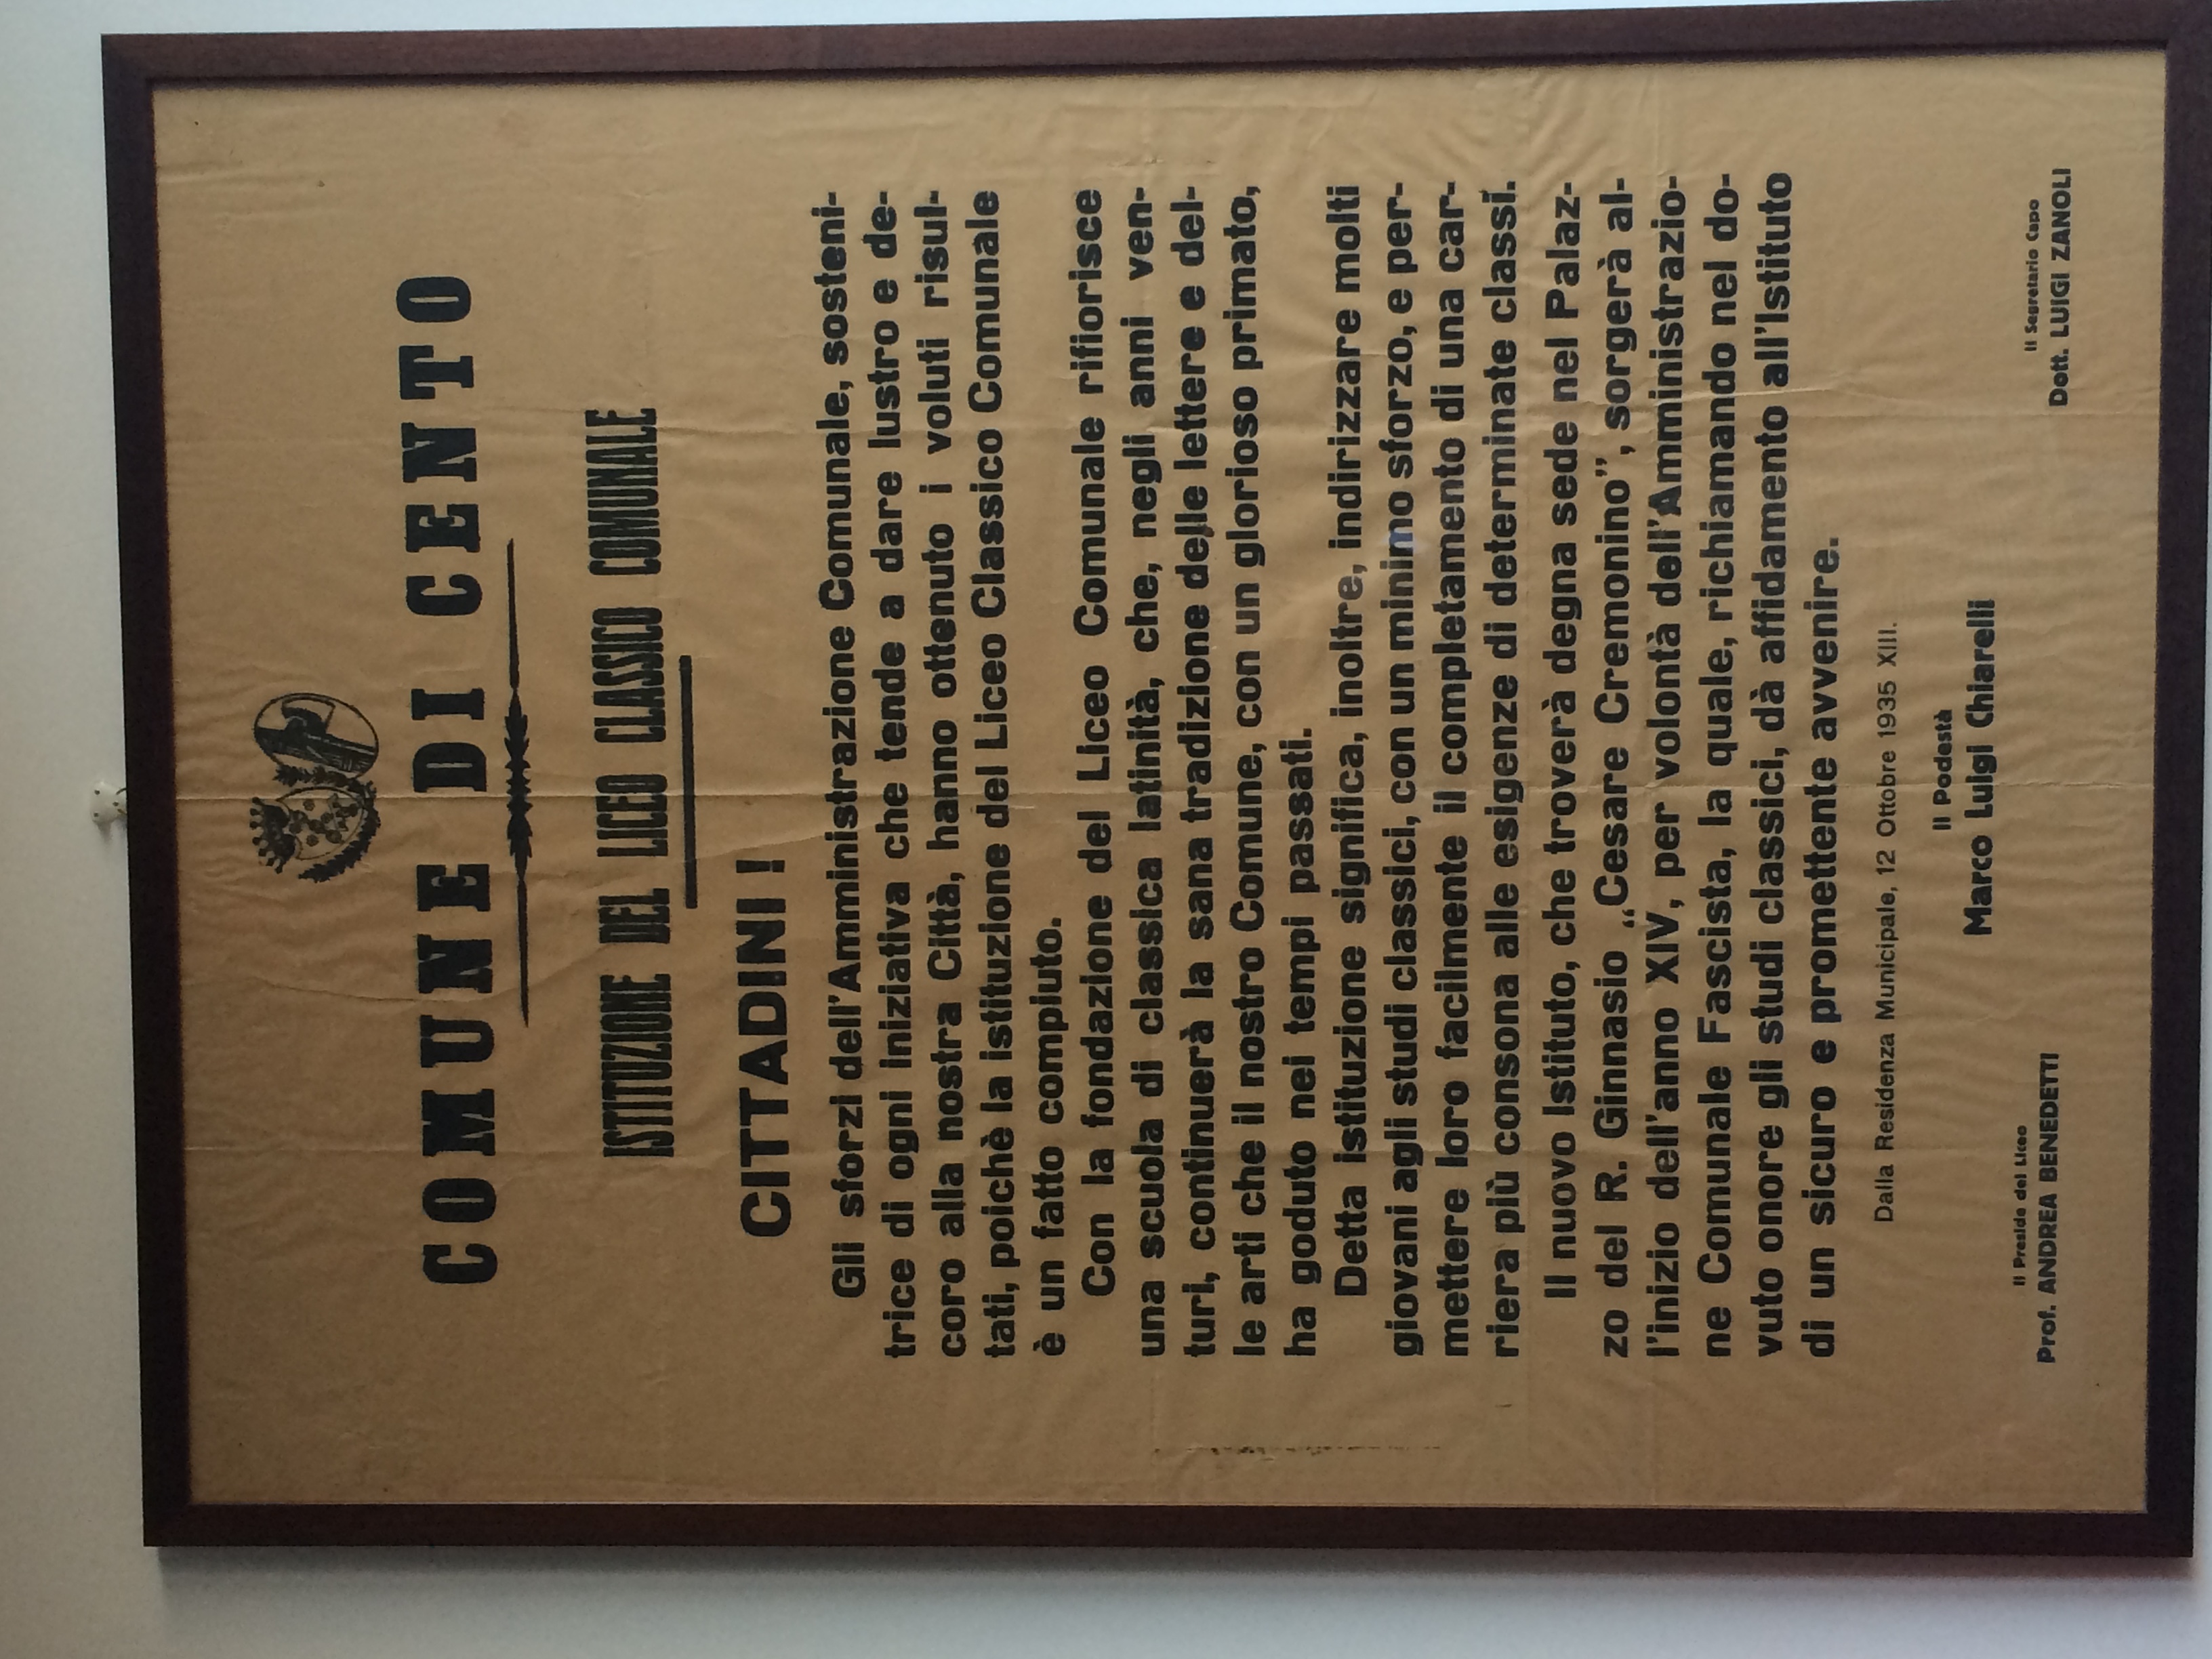 COMUNE DI CENTO
ISTITUZIONE DEL LICEO CLASSICO COMUNALE
CITTADINI !
Gli sforzi dell'Amministrazione Comunale, sosteni-
trice di ogni iniziativa che tende a dare lustro e de-
coro alla nostra Città, hanno ottenuto i voluti risul-
tati, poichè la istituzione del Liceo Classico Comunale
è un fatto compiuto.
Con la fondazione del Liceo Comunale rifiorisce
una scuola di classica latinità, che, negli anni ven-
turi, continuerà la sana tradizione delle lettere e del-
le arti che il nostro Comune, con un glorioso primato,
ha goduto nei tempi passati.
Detta istituzione significa, inoltre, indirizzare molti
giovani agli studi classici, con un minimo sforzo, e per-
mettere loro facilmente il completamento di una car-
riera più consona alle esigenze di determinate classi.
Il nuovo Istituto, che troverà degna sede nel Palaz-
zo del R. Ginnasio „Cesare Cremonino”, sorgerà al-
l'inizio dell'anno XIV, per volontà dell'Amministrazio-
ne Comunale Fascista, la quale, richiamando nel do-
vuto onore gli studi classici, dà affidamento all'Istituto
di un sicuro e promettente avvenire.
Dalla Residenza Municipale, 12 Ottobre 1935 XIII.
Il Podestà
Marco Luigi Chiarelli
Il Preside del Liceo
Prof. ANDREA BENEDETTI
Il Segretario Capo
Dott. LUIGI ZANOLI